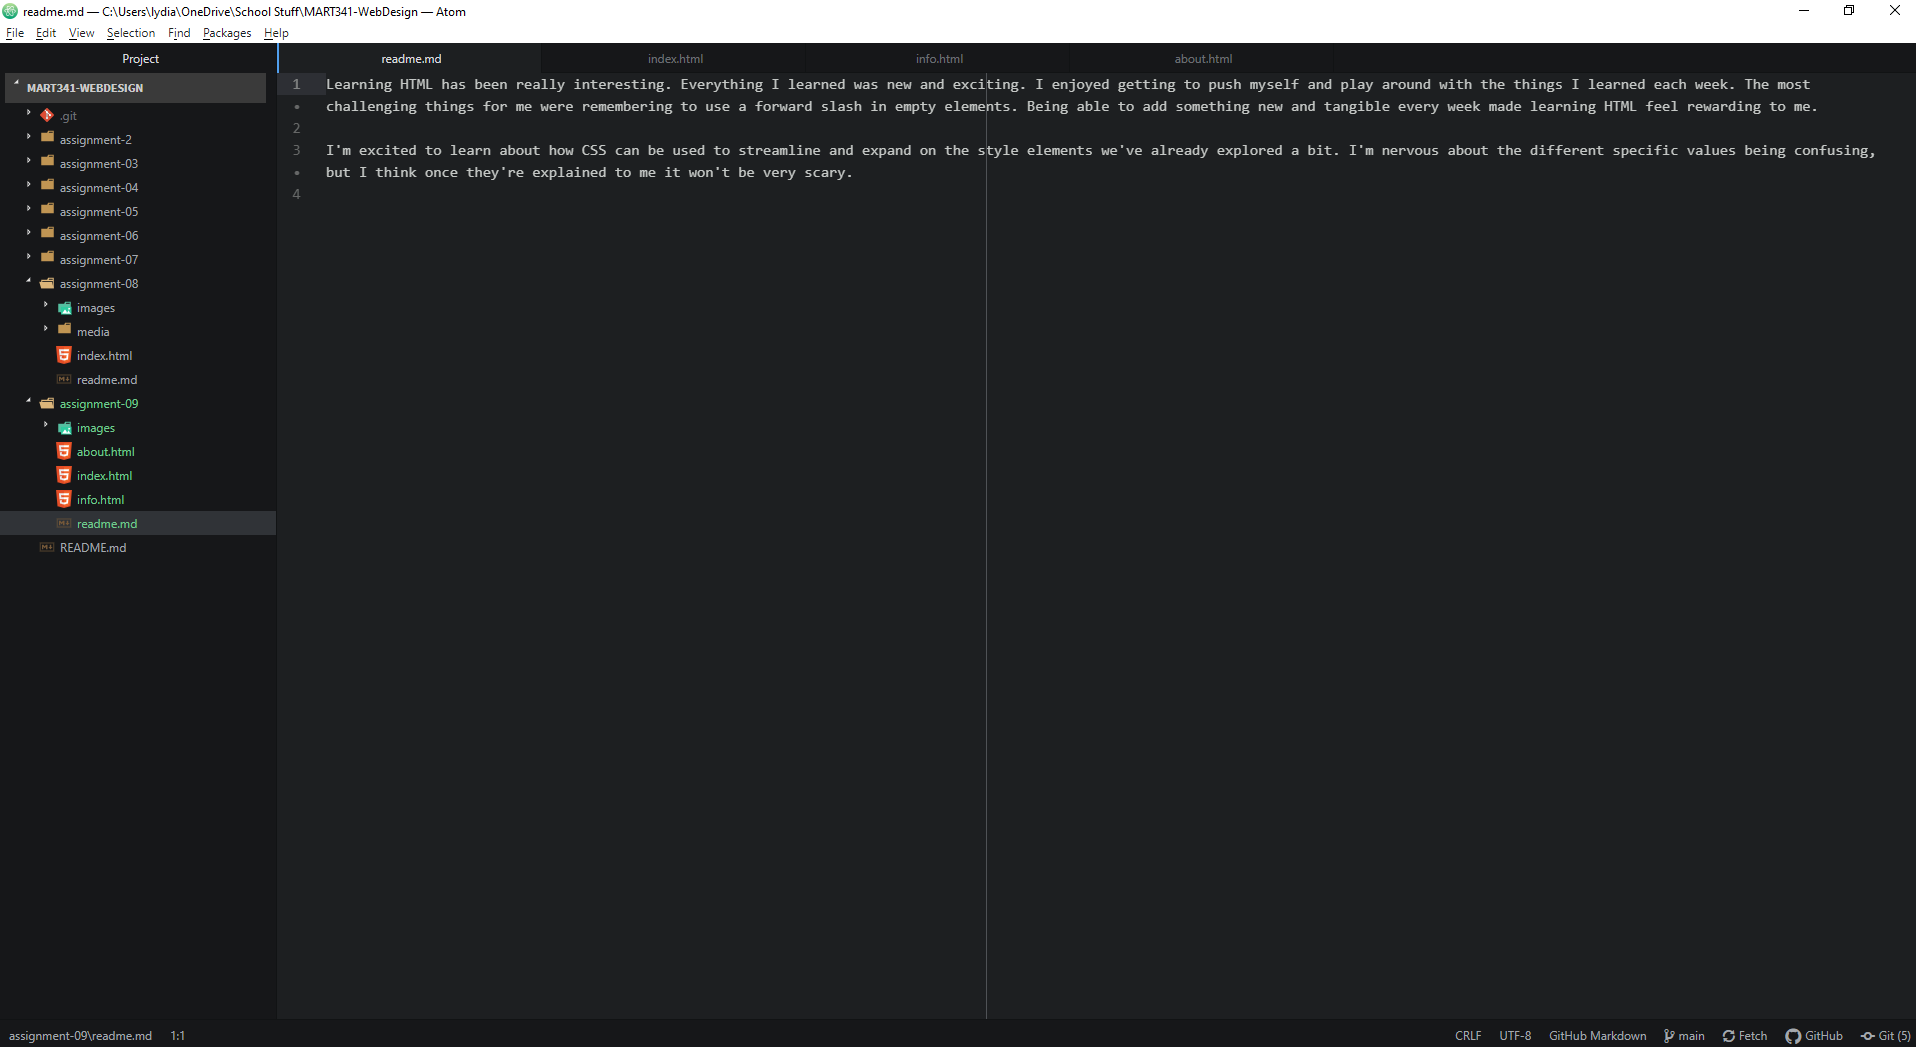 readme.md — C:\Users\lydia\OneDrive\School Stuff\MART341-WebDesign — Atom
File Edit View Selection Find Packages Help
Project
readme.md index.html info.html about.html
MART341-WEBDESIGN
.git
assignment-2
assignment-03
assignment-04
assignment-05
assignment-06
assignment-07
assignment-08
images
media
index.html
readme.md
assignment-09
images
about.html
index.html
info.html
readme.md
README.md
1 Learning HTML has been really interesting. Everything I learned was new and exciting. I enjoyed getting to push myself and play around with the things I learned each week. The most
• challenging things for me were remembering to use a forward slash in empty elements. Being able to add something new and tangible every week made learning HTML feel rewarding to me.
2
3 I'm excited to learn about how CSS can be used to streamline and expand on the style elements we've already explored a bit. I'm nervous about the different specific values being confusing,
• but I think once they're explained to me it won't be very scary.
4
assignment-09\readme.md 1:1 CRLF UTF-8 GitHub Markdown main Fetch GitHub Git (5)